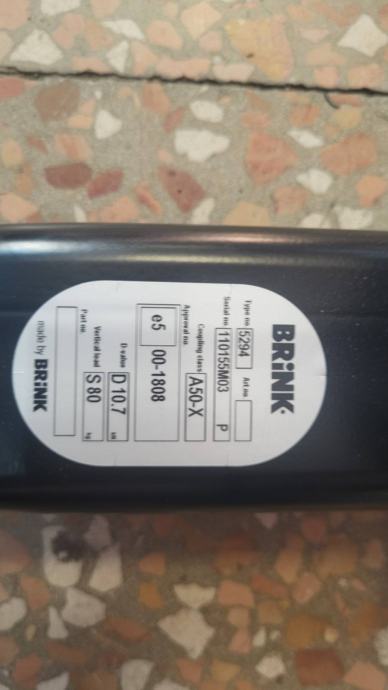 BRiNK
Type no. 5294 Art no.
Serial no. 110155M03 P
Coupling class A50-X
Approval no.
e5 00-1808
D-value D 10.7 kN
Vertical load S 80 kg
Part no.
made by BRiNK